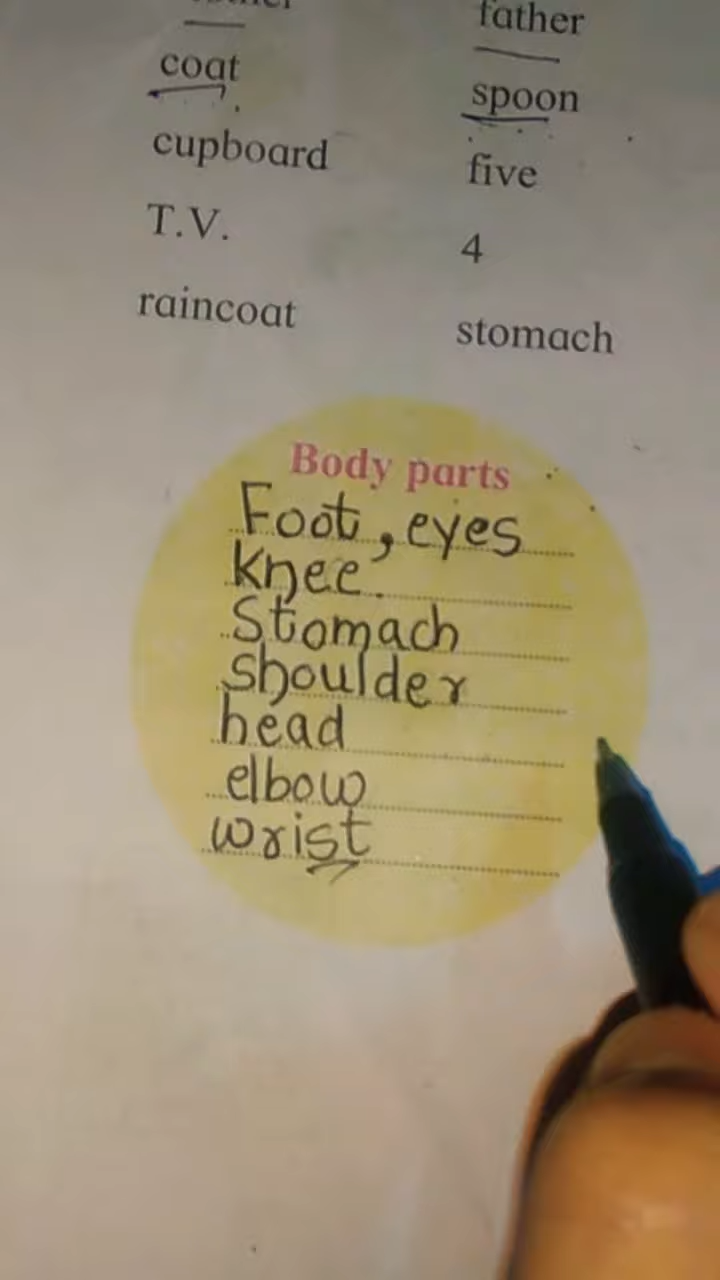 father
coat
spoon
cupboard
five
T.V.
4
raincoat
stomach
Body parts
Foot, eyes
Knee.
Stomach
shoulder
head
elbow
wrist